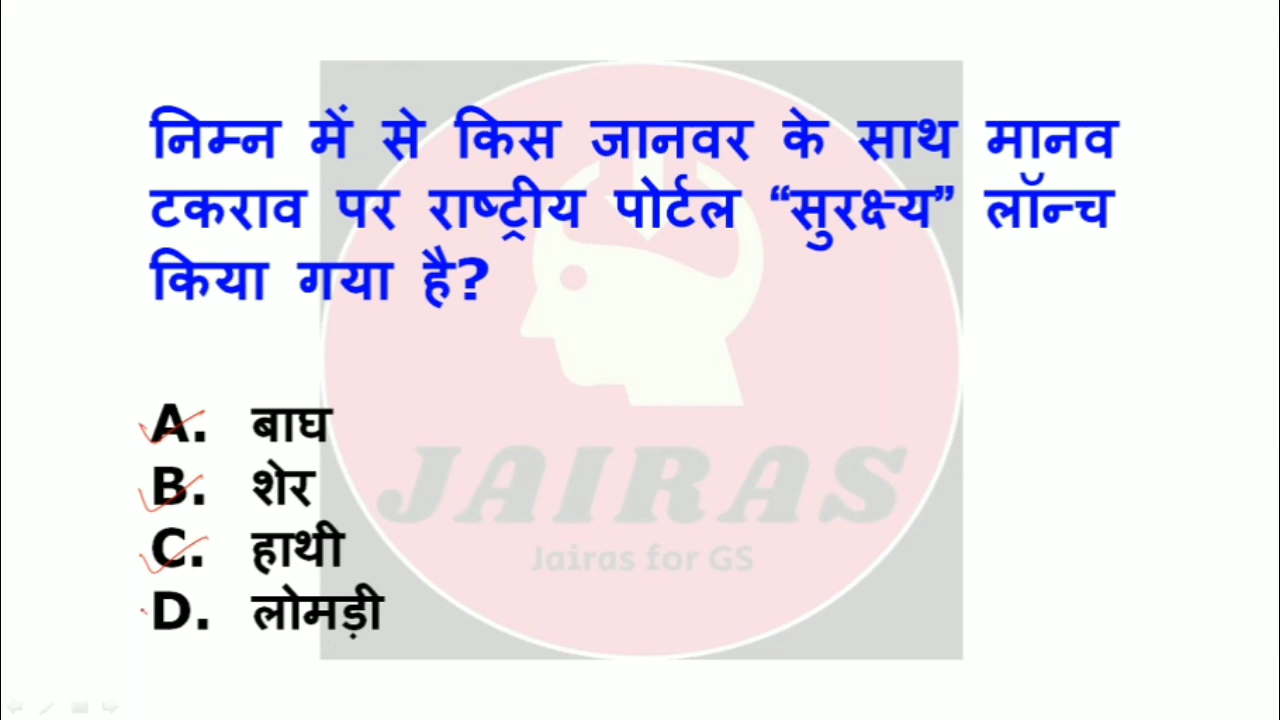 निम्न में से किस जानवर के साथ मानव
टकराव पर राष्ट्रीय पोर्टल “सुरक्ष्य” लॉन्च
किया गया है?
A. बाघ
B. शेर
C. हाथी
D. लोमड़ी
JAIRAS
Jairas for GS